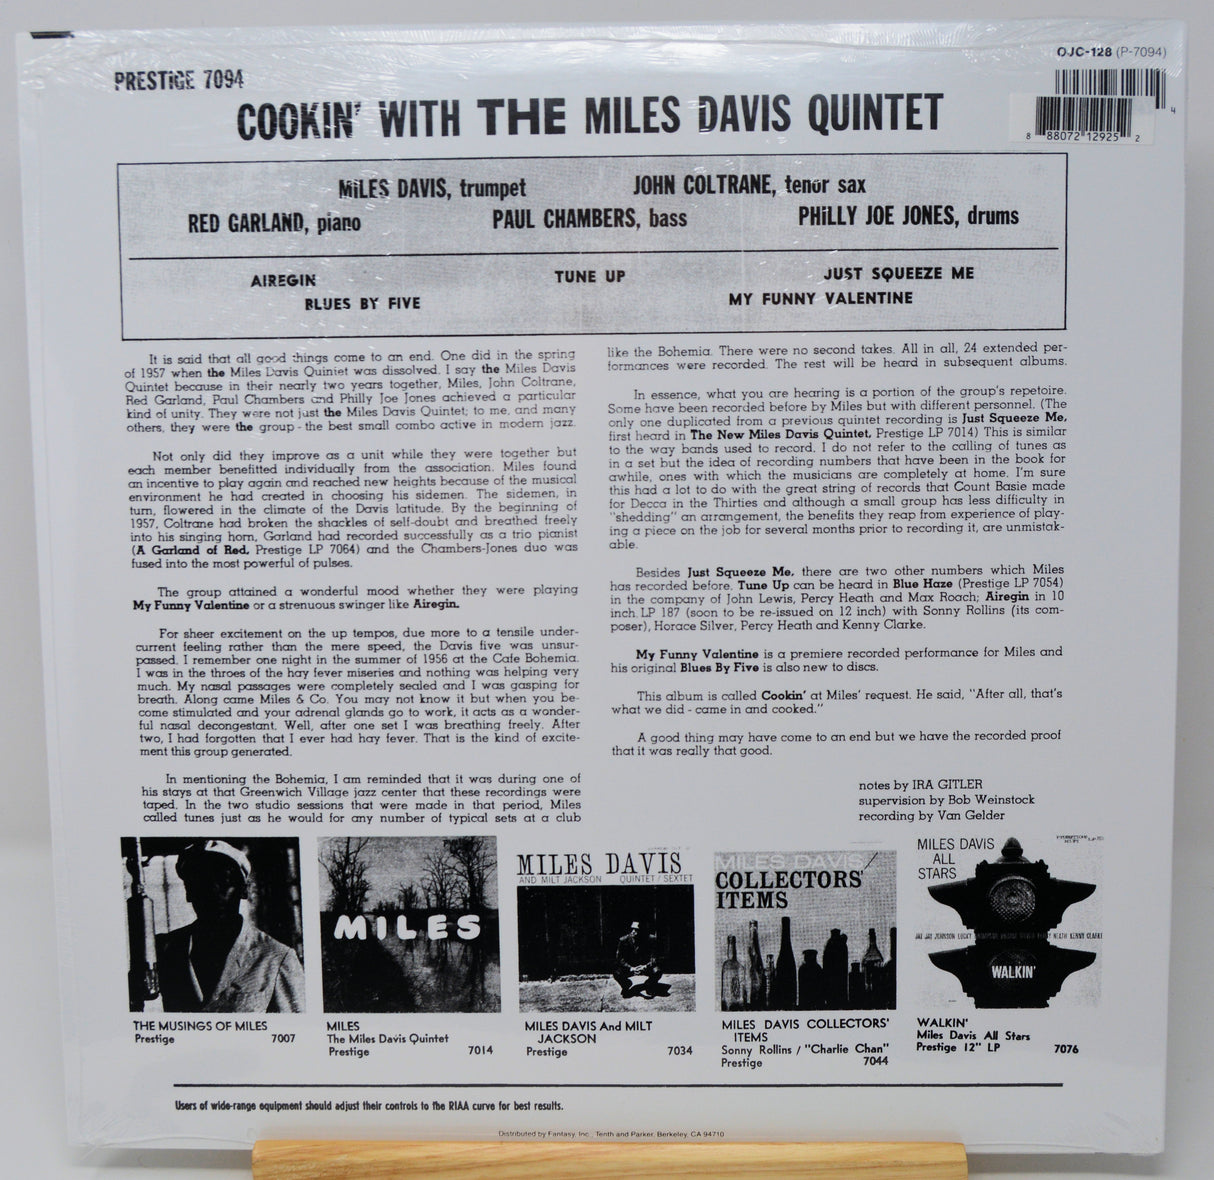 OJC-128 (P-7094)
PRESTIGE 7094
COOKIN' WITH THE MILES DAVIS QUINTET
4
8 88072 12925 2
MILES DAVIS, trumpet JOHN COLTRANE, tenor sax
RED GARLAND, piano PAUL CHAMBERS, bass PHILLY JOE JONES, drums
AIREGIN TUNE UP JUST SQUEEZE ME
BLUES BY FIVE MY FUNNY VALENTINE
It is said that all good things come to an end. One did in the spring
of 1957 when the Miles Davis Quintet was dissolved. I say the Miles Davis
Quintet because in their nearly two years together, Miles, John Coltrane,
Red Garland, Paul Chambers and Philly Joe Jones achieved a particular
kind of unity. They were not just the Miles Davis Quintet; to me, and many
others, they were the group - the best small combo active in modern jazz.
Not only did they improve as a unit while they were together but
each member benefitted individually from the association. Miles found
an incentive to play again and reached new heights because of the musical
environment he had created in choosing his sidemen. The sidemen, in
turn, flowered in the climate of the Davis latitude. By the beginning of
1957, Coltrane had broken the shackles of self-doubt and breathed freely
into his singing horn, Garland had recorded successfully as a trio pianist
(A Garland of Red, Prestige LP 7064) and the Chambers-Jones duo was
fused into the most powerful of pulses.
The group attained a wonderful mood whether they were playing
My Funny Valentine or a strenuous swinger like Airegin.
For sheer excitement on the up tempos, due more to a tensile under-
current feeling rather than the mere speed, the Davis five was unsur-
passed. I remember one night in the summer of 1956 at the Cafe Bohemia.
I was in the throes of the hay fever miseries and nothing was helping very
much. My nasal passages were completely sealed and I was gasping for
breath. Along came Miles & Co. You may not know it but when you be-
come stimulated and your adrenal glands go to work, it acts as a wonder-
ful nasal decongestant. Well, after one set I was breathing freely. After
two, I had forgotten that I ever had hay fever. That is the kind of excite-
ment this group generated.
In mentioning the Bohemia, I am reminded that it was during one of
his stays at that Greenwich Village jazz center that these recordings were
taped. In the two studio sessions that were made in that period, Miles
called tunes just as he would for any number of typical sets at a club
like the Bohemia. There were no second takes. All in all, 24 extended per-
formances were recorded. The rest will be heard in subsequent albums.
In essence, what you are hearing is a portion of the group's repetoire.
Some have been recorded before by Miles but with different personnel. (The
only one duplicated from a previous quintet recording is Just Squeeze Me,
first heard in The New Miles Davis Quintet, Prestige LP 7014) This is similar
to the way bands used to record. I do not refer to the calling of tunes as
in a set but the idea of recording numbers that have been in the book for
awhile, ones with which the musicians are completely at home. I'm sure
this had a lot to do with the great string of records that Count Basie made
for Decca in the Thirties and although a small group has less difficulty in
"shedding" an arrangement, the benefits they reap from experience of play-
ing a piece on the job for several months prior to recording it, are unmistak-
able.
Besides Just Squeeze Me, there are two other numbers which Miles
has recorded before. Tune Up can be heard in Blue Haze (Prestige LP 7054)
in the company of John Lewis, Percy Heath and Max Roach; Airegin in 10
inch LP 187 (soon to be re-issued on 12 inch) with Sonny Rollins (its com-
poser), Horace Silver, Percy Heath and Kenny Clarke.
My Funny Valentine is a premiere recorded performance for Miles and
his original Blues By Five is also new to discs.
This album is called Cookin' at Miles' request. He said, "After all, that's
what we did - came in and cooked."
A good thing may have come to an end but we have the recorded proof
that it was really that good.
notes by IRA GITLER
supervision by Bob Weinstock
recording by Van Gelder
MILES
MILES DAVIS
AND MILT JACKSON QUINTET / SEXTET
MILES DAVIS
COLLECTORS'
ITEMS
MILES DAVIS
ALL
STARS
JAY JAY JOHNSON LUCKY HEATH KENNY CLARKE
WALKIN'
THE MUSINGS OF MILES
Prestige 7007
MILES
The Miles Davis Quintet
Prestige 7014
MILES DAVIS And MILT
JACKSON
Prestige 7034
MILES DAVIS COLLECTORS'
ITEMS
Sonny Rollins / "Charlie Chan"
Prestige 7044
WALKIN'
Miles Davis All Stars
Prestige 12" LP 7076
Users of wide-range equipment should adjust their controls to the RIAA curve for best results.
Distributed by Fantasy, Inc., Tenth and Parker, Berkeley, CA 94710